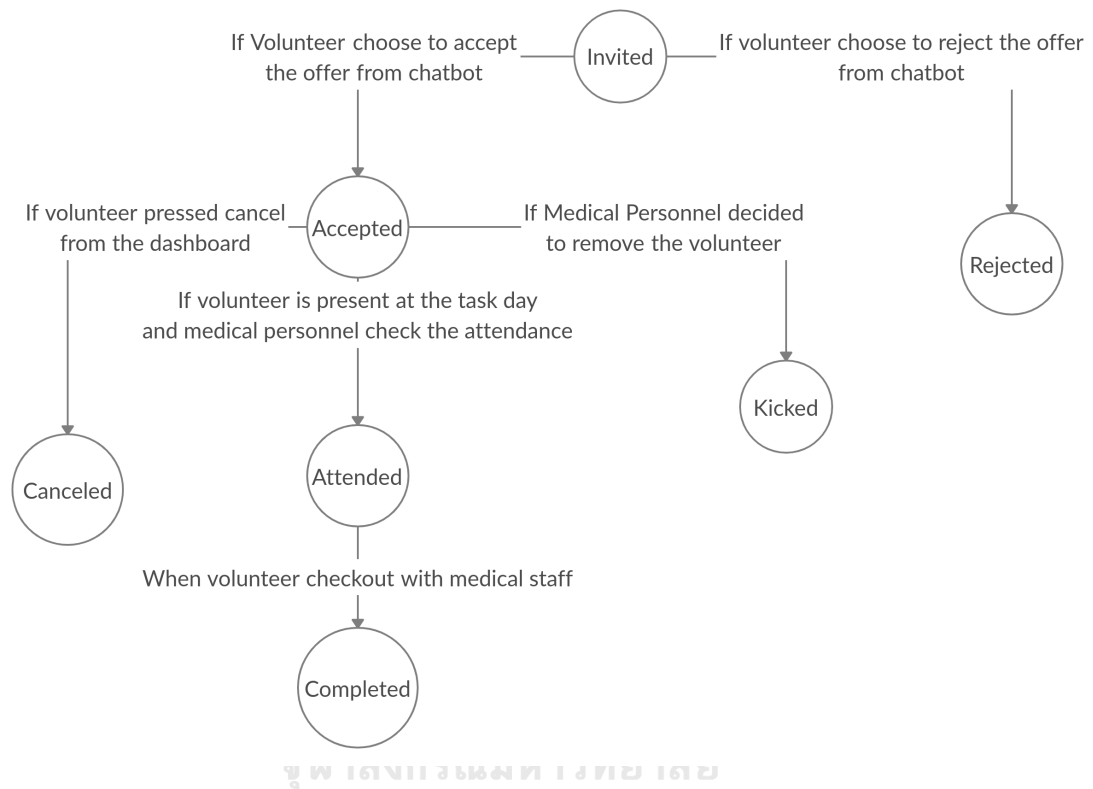 If Volunteer choose to accept
the offer from chatbot
Invited
If volunteer choose to reject the offer
from chatbot
If volunteer pressed cancel
from the dashboard
Accepted
If Medical Personnel decided
to remove the volunteer
Rejected
If volunteer is present at the task day
and medical personnel check the attendance
Kicked
Canceled
Attended
When volunteer checkout with medical staff
Completed